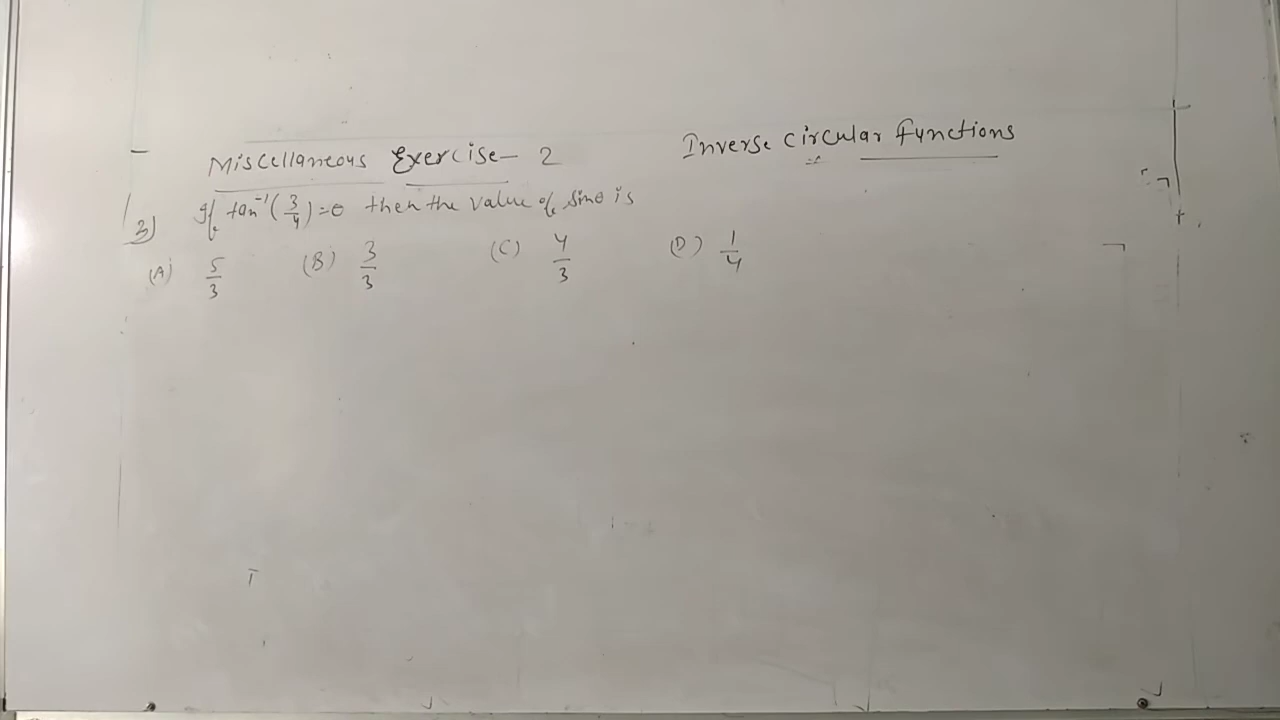 Miscellaneous Exercise - 2 Inverse circular functions
3) If tan⁻¹(3/4) = θ then the value of sinθ is
(A) 5/3 (B) 3/3 (C) 4/3 (D) 1/4